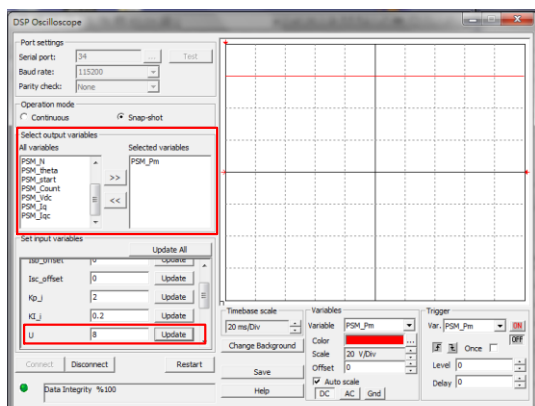 DSP Oscilloscope
Port settings
Serial port: 34 ... Test
Baud rate: 115200
Parity check: None
Operation mode
Continuous Snap-shot
Select output variables
All variables Selected variables
PSM_N PSM_Pm
PSM_theta
PSM_start
PSM_Count
PSM_Vdc
PSM_Iq
PSM_Iqc
>>
<<
Set input variables
Update All
Isb_offset 0 Update
Isc_offset 0 Update
Kp_i 2 Update
KI_i 0.2 Update
U 8 Update
Connect Disconnect Restart
Data Integrity %100
Timebase scale
20 ms/Div
Change Background
Save
Help
Variables
Variable PSM_Pm
Color ...
Scale 20 V/Div
Offset 0
Auto scale
DC AC Gnd
Trigger
Var. PSM_Pm ON
OFF
Once
Level 0
Delay 0